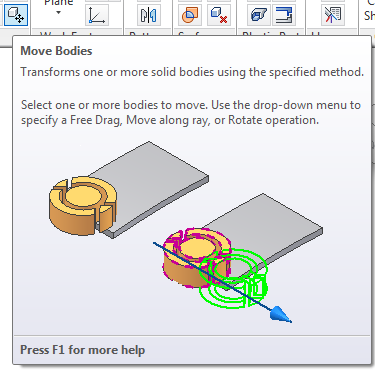 Plane
Move Bodies
Transforms one or more solid bodies using the specified method.
Select one or more bodies to move. Use the drop-down menu to
specify a Free Drag, Move along ray, or Rotate operation.
Press F1 for more help